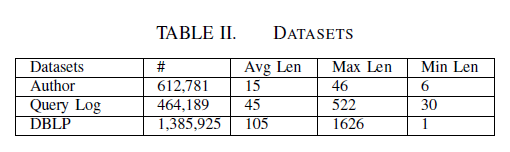 TABLE II. DATASETS
Datasets # Avg Len Max Len Min Len
Author 612,781 15 46 6
Query Log 464,189 45 522 30
DBLP 1,385,925 105 1626 1